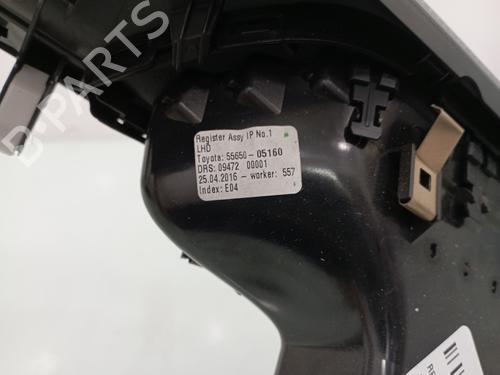 Register Assy IP No.1
LHD
Toyota: 55650-05160
DRS: 09472 00001
25.04.2016 - worker: 557
Index: E04